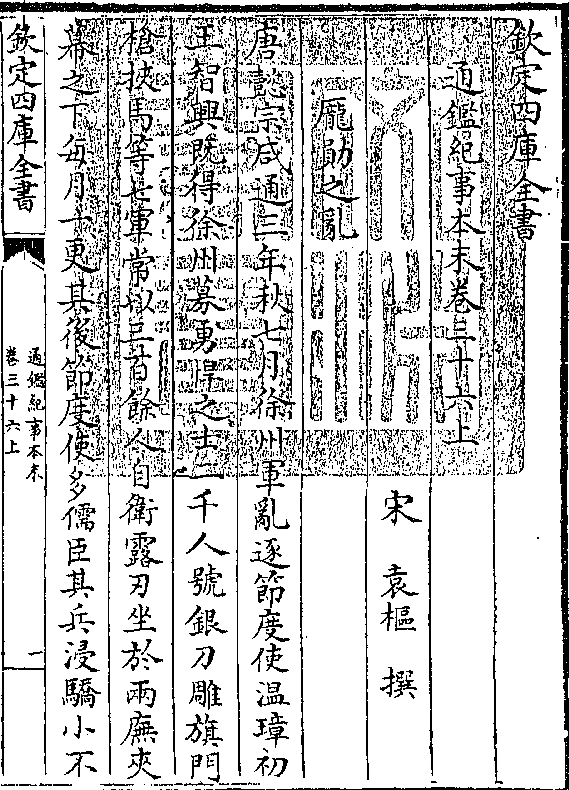 欽定四庫全書
通鑑紀事本末卷三十六上
宋 袁樞 撰
龐勛之亂
唐懿宗咸通三年秋七月徐州軍亂逐節度使温璋初
王智興既得徐州募勇悍之士二千人號銀刀雕旗門
槍挾馬等七軍常以三百餘人自衛露刃坐於兩廡夾
幕之下每月一更其後節度使多儒臣其兵浸驕小不
欽定四庫全書
通鑑紀事本末
卷三十六上
一